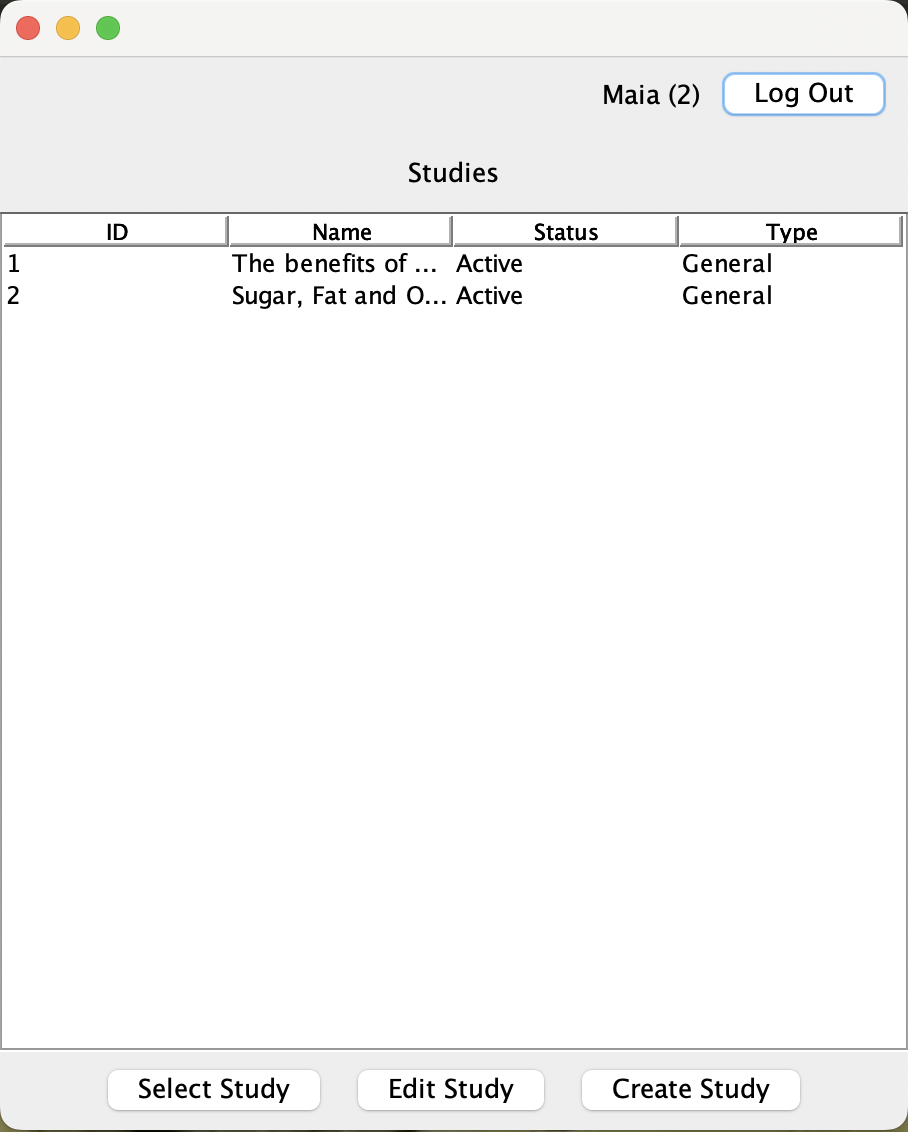 Maia (2) Log Out
Studies
ID Name Status Type
1 The benefits of ... Active General
2 Sugar, Fat and O... Active General
Select Study Edit Study Create Study